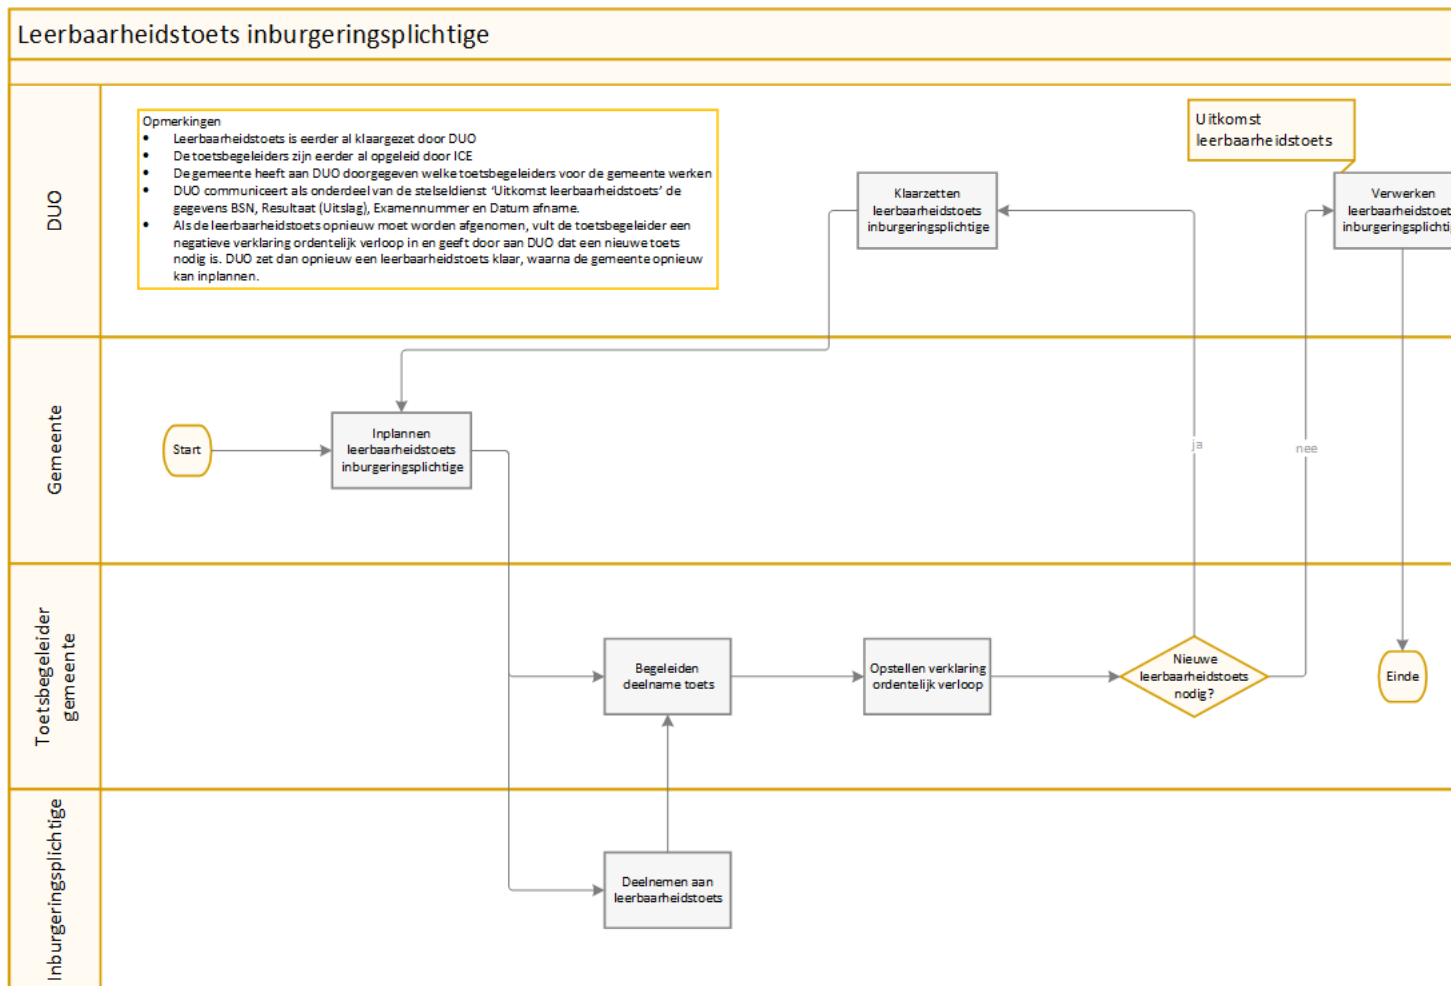 Leerbaarheidstoets inburgeringsplichtige
DUO
Opmerkingen
• Leerbaarheidstoets is eerder al klaargezet door DUO
• De toetsbegeleiders zijn eerder al opgeleid door ICE
• De gemeente heeft aan DUO doorgegeven welke toetsbegeleiders voor de gemeente werken
• DUO communiceert als onderdeel van de stelseldienst ‘Uitkomst leerbaarheidstoets’ de
gegevens BSN, Resultaat (Uitslag), Examennummer en Datum afname.
• Als de leerbaarheidstoets opnieuw moet worden afgenomen, vult de toetsbegeleider een
negatieve verklaring ordentelijk verloop in en geeft door aan DUO dat een nieuwe toets
nodig is. DUO zet dan opnieuw een leerbaarheidstoets klaar, waarna de gemeente opnieuw
kan inplannen.
Klaarzetten
leerbaarheidstoets
inburgeringsplichtige
Uitkomst
leerbaarheidstoets
Verwerken
leerbaarheidstoet
inburgeringsplichtig
Gemeente
Start
Inplannen
leerbaarheidstoets
inburgeringsplichtige
ja
nee
Toetsbegeleider
gemeente
Begeleiden
deelname toets
Opstellen verklaring
ordentelijk verloop
Nieuwe
leerbaarheidstoets
nodig?
Einde
Inburgeringsplichtige
Deelnemen aan
leerbaarheidstoets